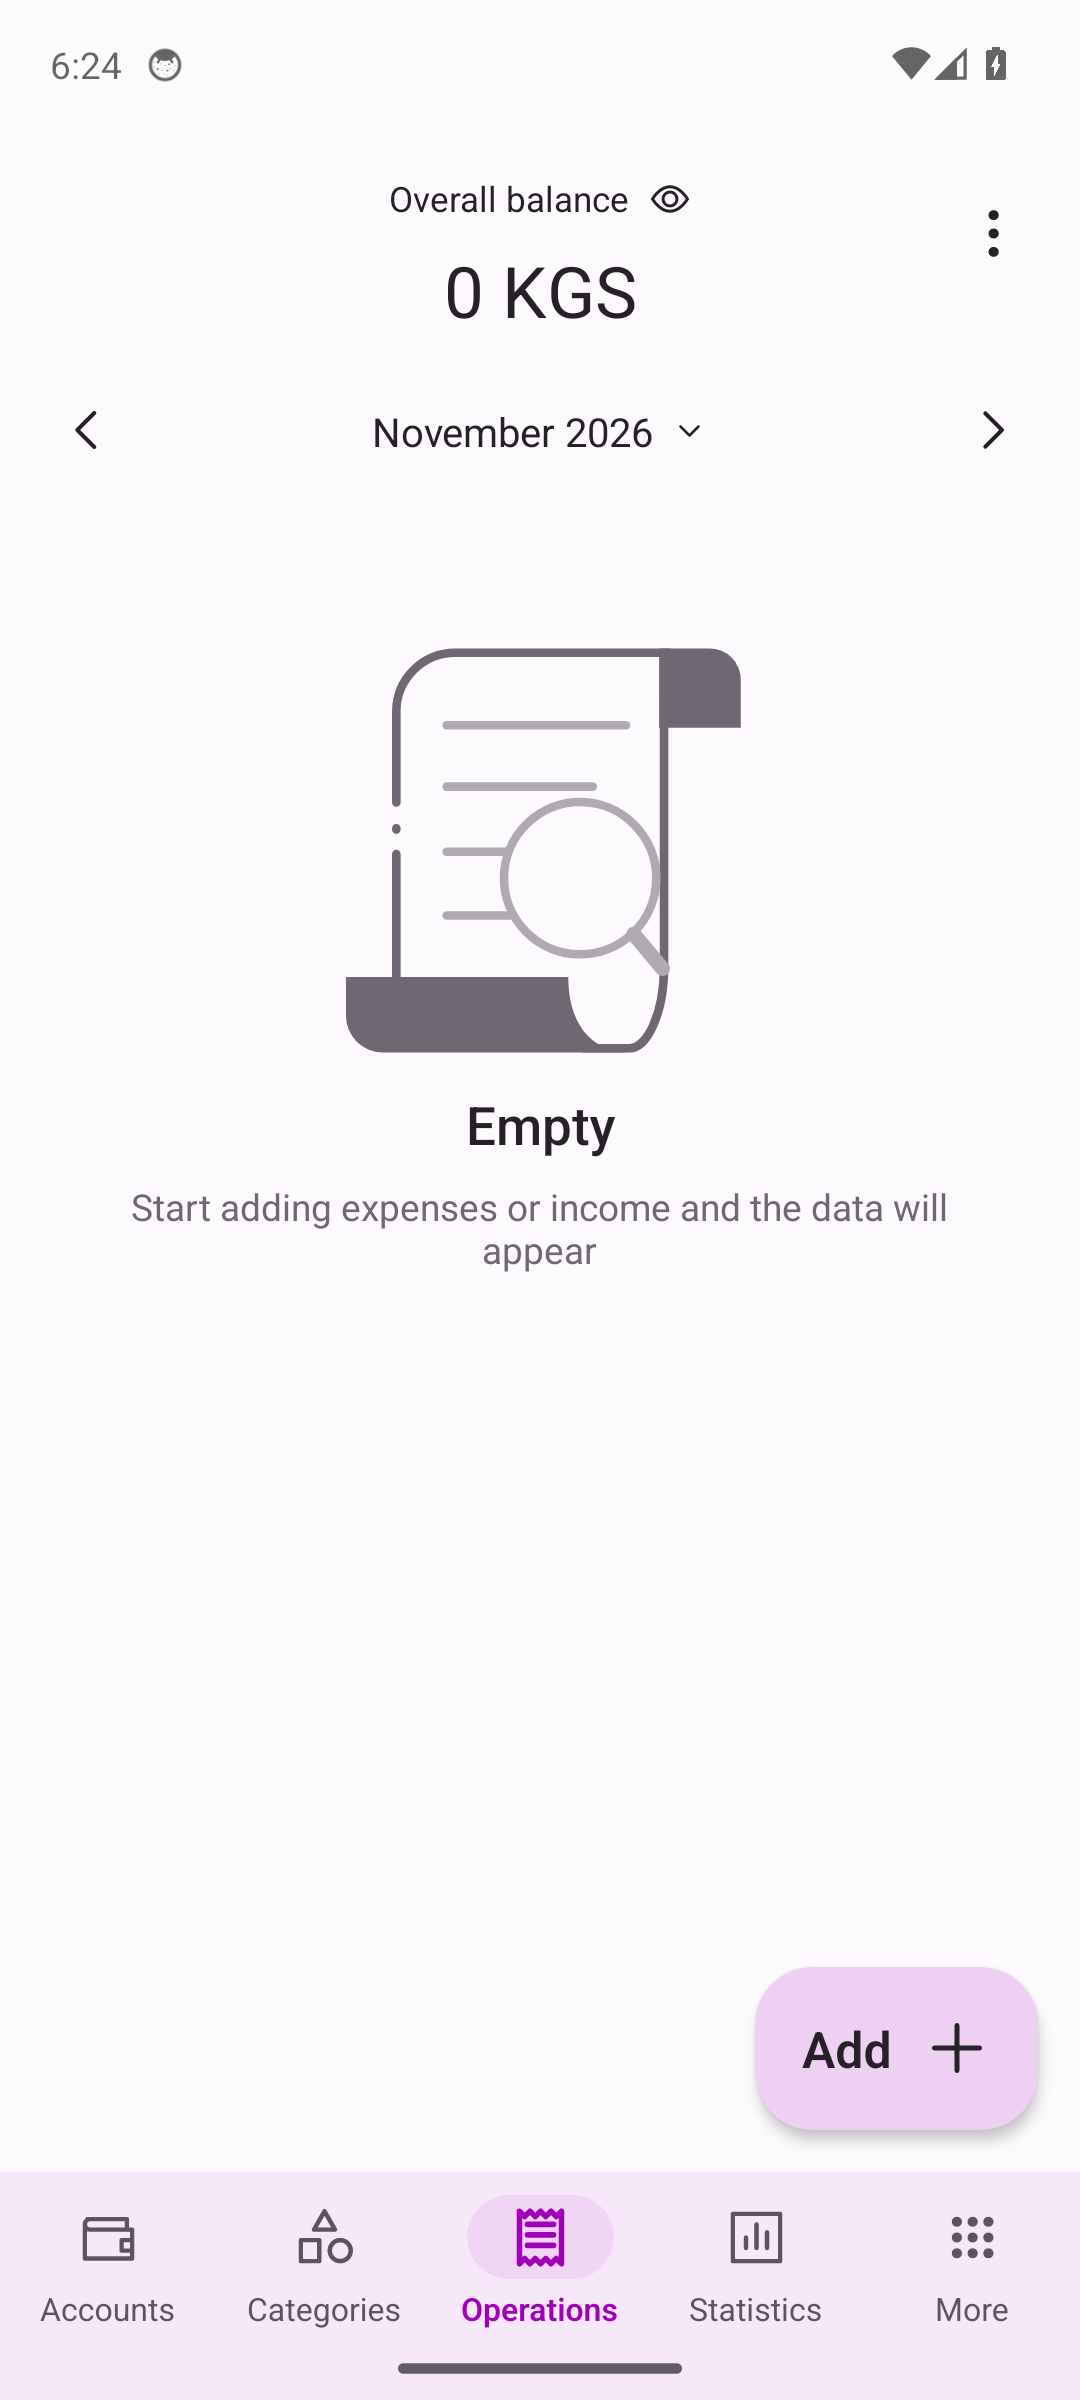 6:24
Overall balance
0 KGS
November 2026
Empty
Start adding expenses or income and the data will
appear
Add
Accounts
Categories
Operations
Statistics
More